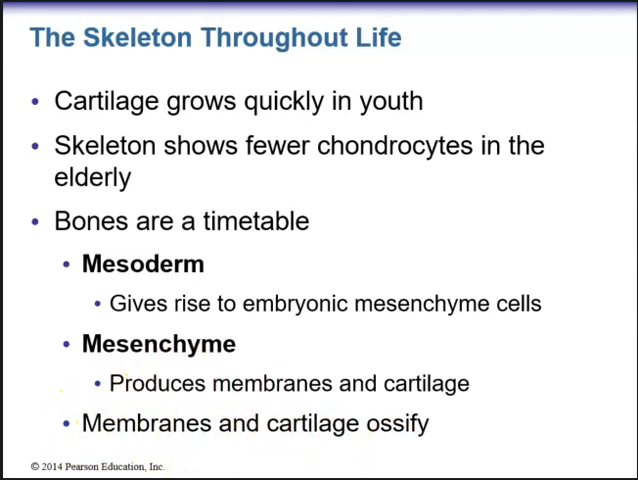 The Skeleton Throughout Life
• Cartilage grows quickly in youth
• Skeleton shows fewer chondrocytes in the
elderly
• Bones are a timetable
• Mesoderm
• Gives rise to embryonic mesenchyme cells
• Mesenchyme
• Produces membranes and cartilage
• Membranes and cartilage ossify
© 2014 Pearson Education, Inc.